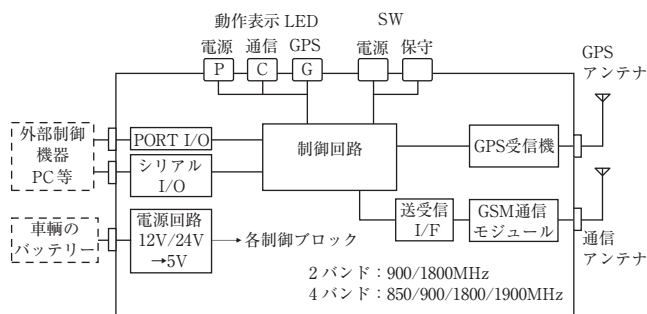 動作表示 LED
SW
電源 通信 GPS
電源 保守
GPS
アンテナ
P C G
外部制御
機器
PC 等
PORT I/O
シリアル
I/O
制御回路
GPS受信機
車輌の
バッテリー
電源回路
12V/24V
→5V
各制御ブロック
送受信
I/F
GSM通信
モジュール
通信
アンテナ
2 バンド：900/1800MHz
4 バンド：850/900/1800/1900MHz